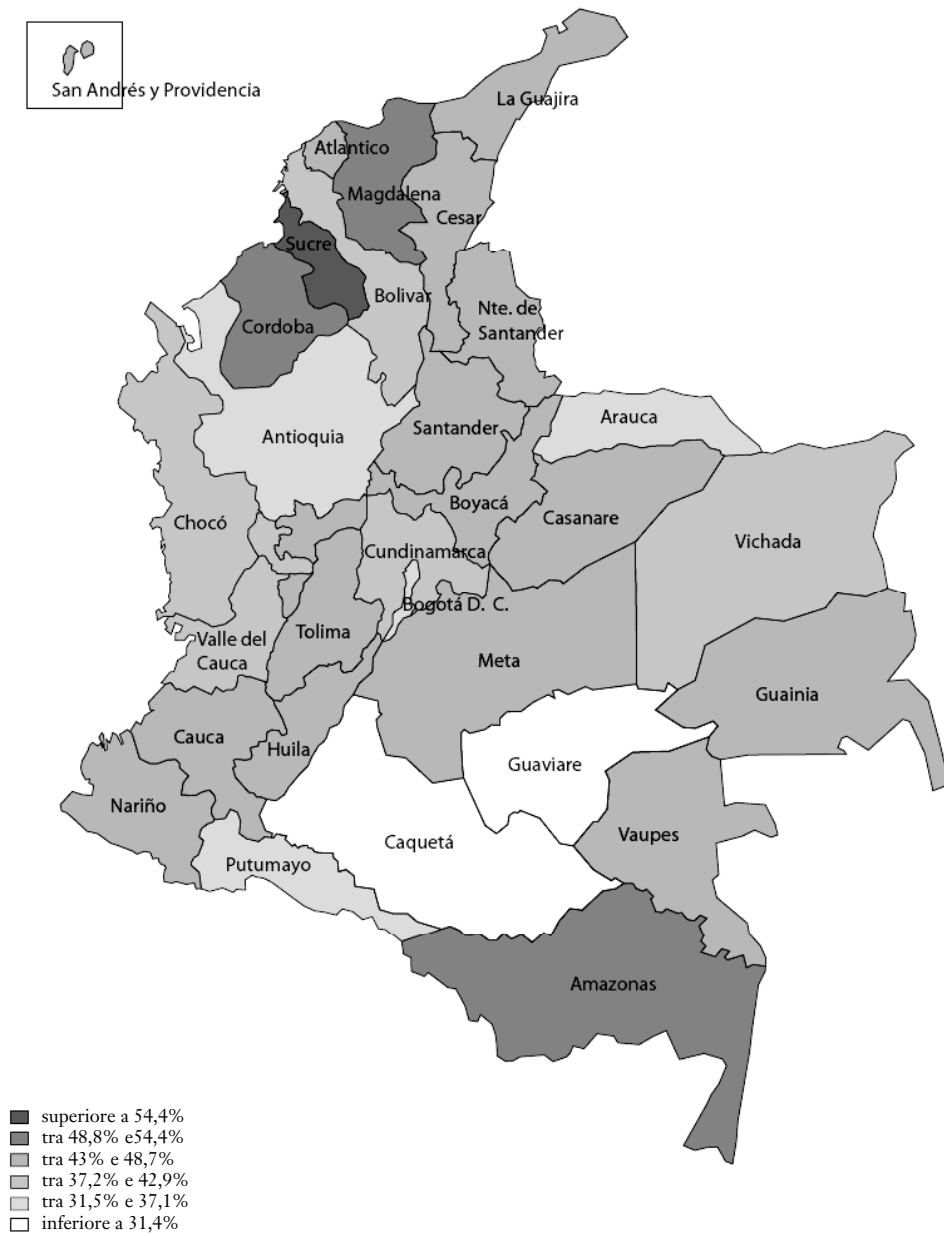 San Andrés y Providencia
La Guajira
Atlantico
Magdalena
Cesar
Sucre
Bolivar
Nte. de
Santander
Cordoba
Arauca
Antioquia
Santander
Boyacá
Casanare
Chocó
Vichada
Cundinamarca
Bogotá D. C.
Valle del
Cauca
Tolima
Meta
Guainia
Cauca
Huila
Guaviare
Nariño
Vaupes
Caquetá
Putumayo
Amazonas
superiore a 54,4%
tra 48,8% e54,4%
tra 43% e 48,7%
tra 37,2% e 42,9%
tra 31,5% e 37,1%
inferiore a 31,4%